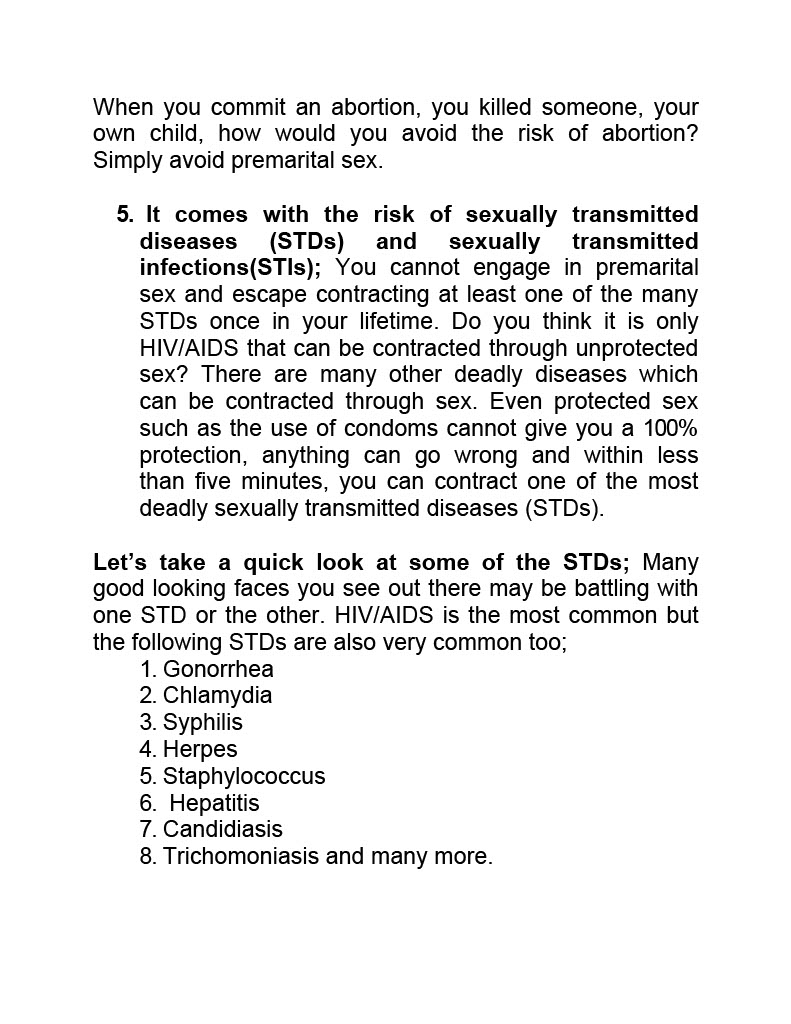 When you commit an abortion, you killed someone, your
own child, how would you avoid the risk of abortion?
Simply avoid premarital sex.
5. It comes with the risk of sexually transmitted
diseases (STDs) and sexually transmitted
infections(STIs); You cannot engage in premarital
sex and escape contracting at least one of the many
STDs once in your lifetime. Do you think it is only
HIV/AIDS that can be contracted through unprotected
sex? There are many other deadly diseases which
can be contracted through sex. Even protected sex
such as the use of condoms cannot give you a 100%
protection, anything can go wrong and within less
than five minutes, you can contract one of the most
deadly sexually transmitted diseases (STDs).
Let’s take a quick look at some of the STDs; Many
good looking faces you see out there may be battling with
one STD or the other. HIV/AIDS is the most common but
the following STDs are also very common too;
1. Gonorrhea
2. Chlamydia
3. Syphilis
4. Herpes
5. Staphylococcus
6. Hepatitis
7. Candidiasis
8. Trichomoniasis and many more.